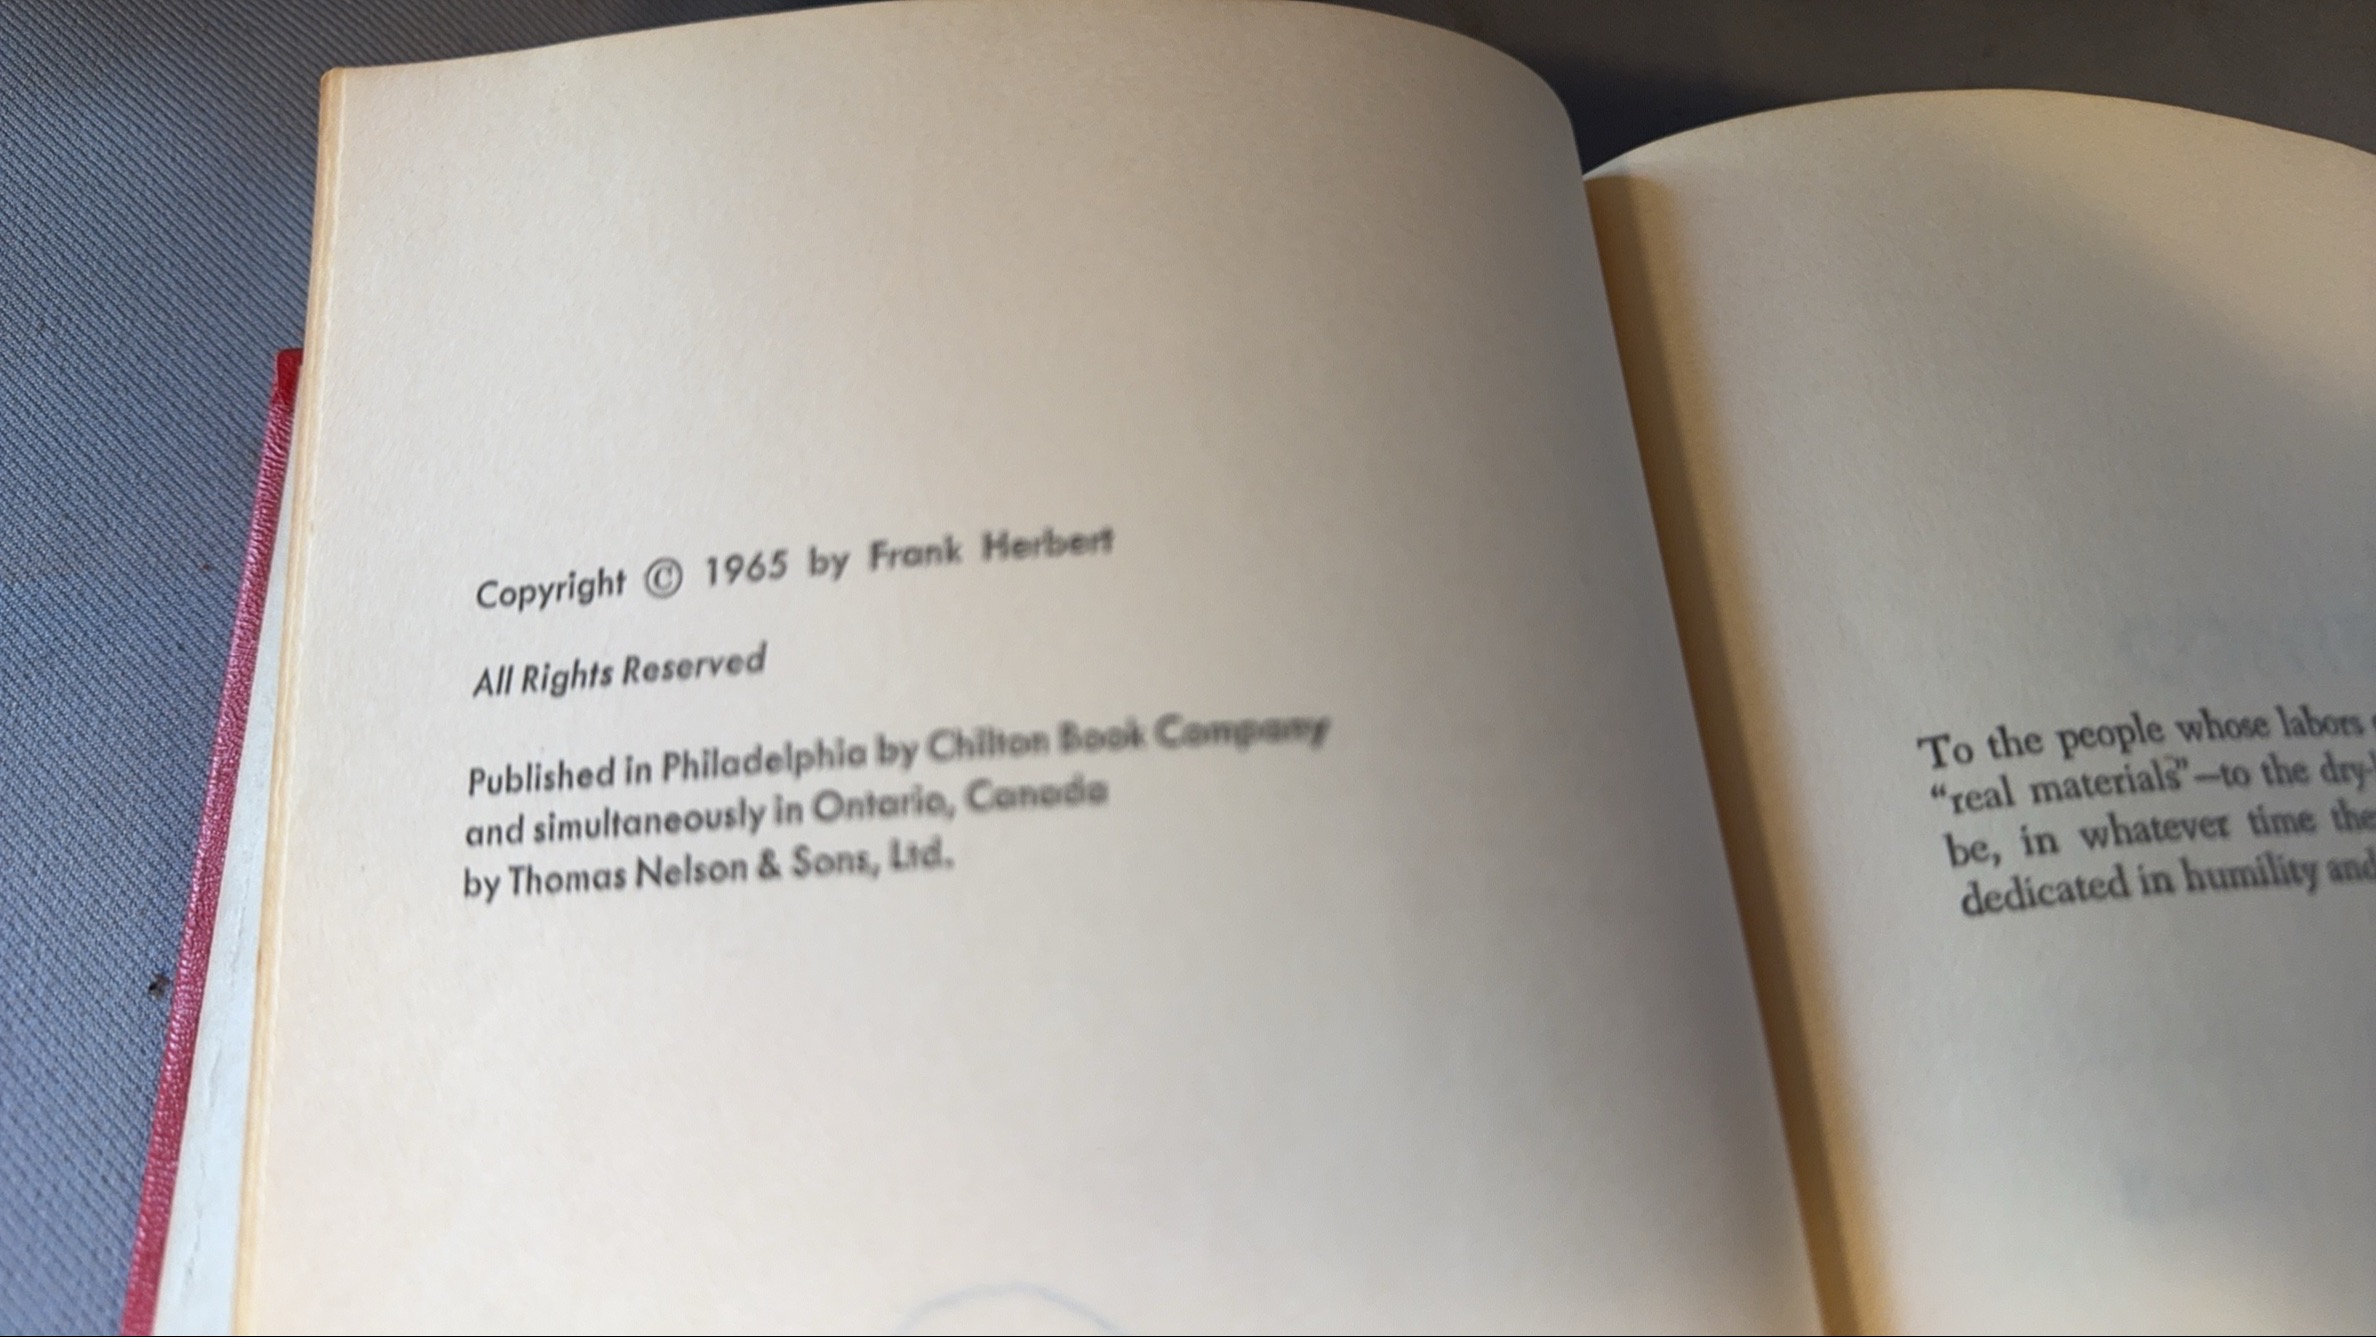 Copyright © 1965 by Frank Herbert
All Rights Reserved
Published in Philadelphia by Chilton Book Company
and simultaneously in Ontario, Canada
by Thomas Nelson & Sons, Ltd.
To the people whose labors
“real materials”—to the dry-
be, in whatever time the
dedicated in humility and